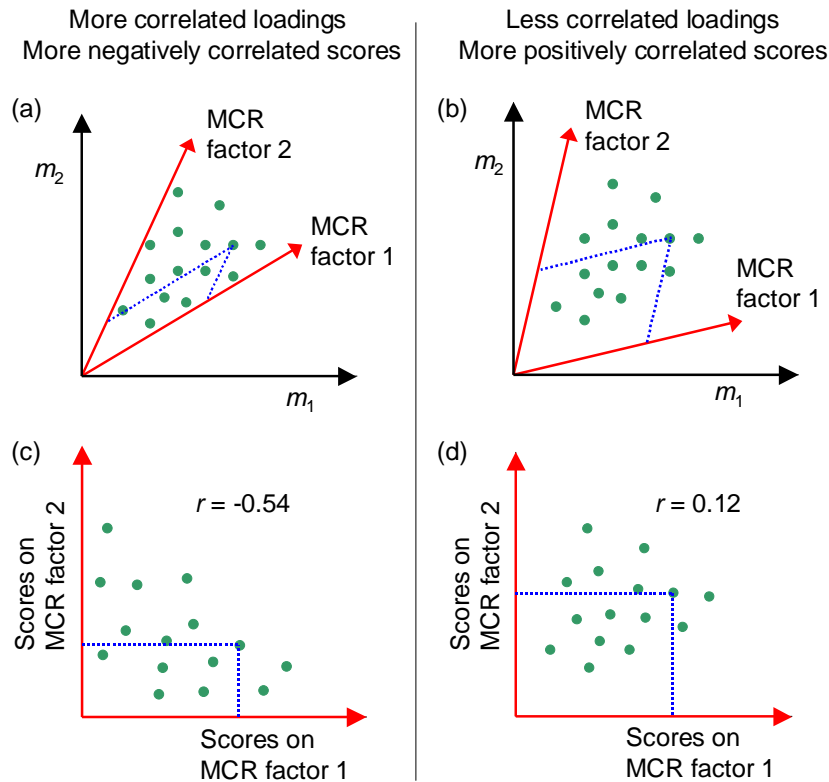 More correlated loadings
More negatively correlated scores
Less correlated loadings
More positively correlated scores
(a)
MCR
factor 2
m2
MCR
factor 1
m1
(b)
MCR
factor 2
m2
MCR
factor 1
m1
(c)
r = -0.54
Scores on
MCR factor 2
Scores on
MCR factor 1
(d)
r = 0.12
Scores on
MCR factor 2
Scores on
MCR factor 1